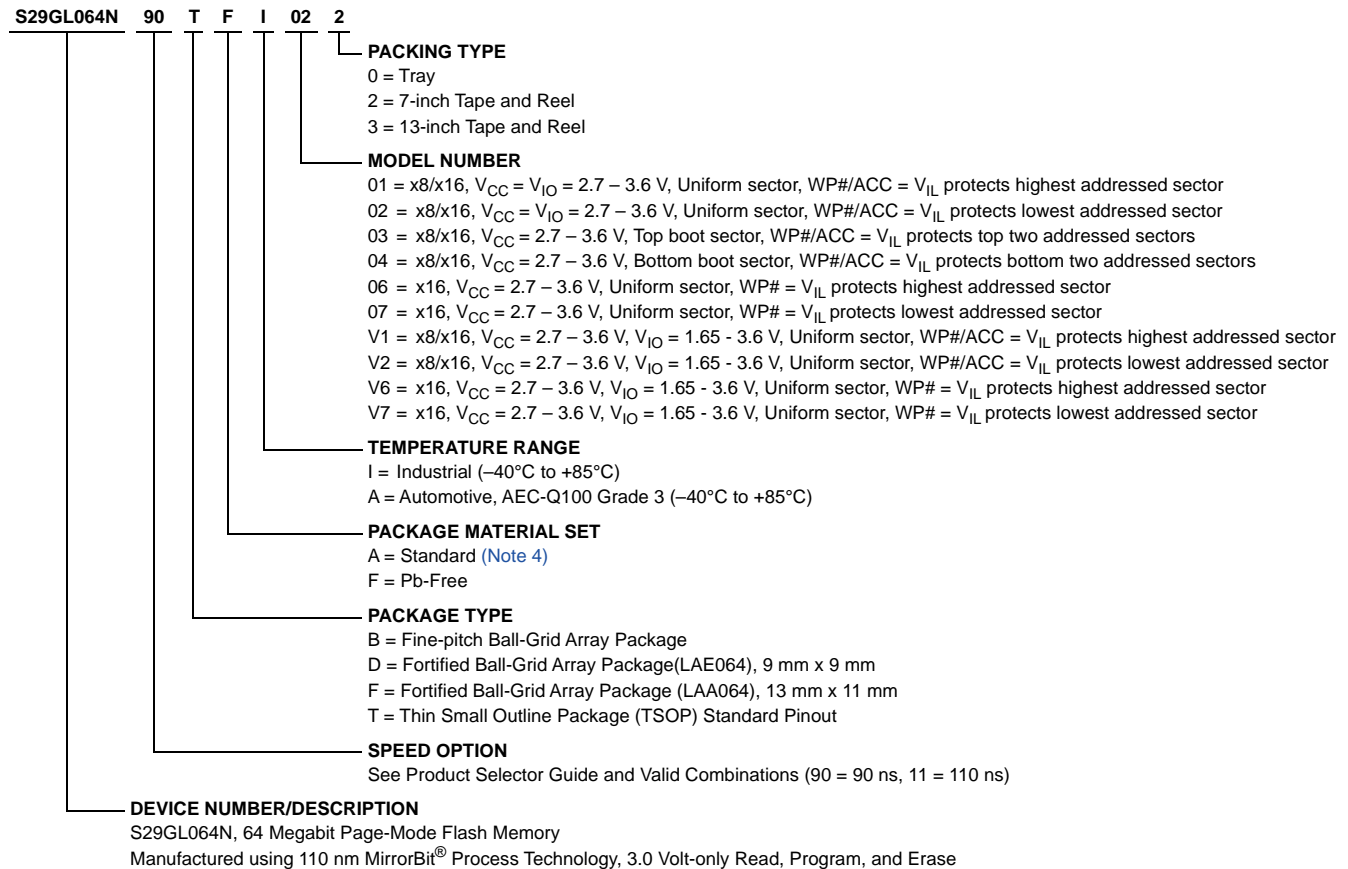 S29GL064N 90 T F I 02 2
PACKING TYPE
0 = Tray
2 = 7-inch Tape and Reel
3 = 13-inch Tape and Reel
MODEL NUMBER
01 = x8/x16, VCC = VIO = 2.7 – 3.6 V, Uniform sector, WP#/ACC = VIL protects highest addressed sector
02 = x8/x16, VCC = VIO = 2.7 – 3.6 V, Uniform sector, WP#/ACC = VIL protects lowest addressed sector
03 = x8/x16, VCC = 2.7 – 3.6 V, Top boot sector, WP#/ACC = VIL protects top two addressed sectors
04 = x8/x16, VCC = 2.7 – 3.6 V, Bottom boot sector, WP#/ACC = VIL protects bottom two addressed sectors
06 = x16, VCC = 2.7 – 3.6 V, Uniform sector, WP# = VIL protects highest addressed sector
07 = x16, VCC = 2.7 – 3.6 V, Uniform sector, WP# = VIL protects lowest addressed sector
V1 = x8/x16, VCC = 2.7 – 3.6 V, VIO = 1.65 - 3.6 V, Uniform sector, WP#/ACC = VIL protects highest addressed sector
V2 = x8/x16, VCC = 2.7 – 3.6 V, VIO = 1.65 - 3.6 V, Uniform sector, WP#/ACC = VIL protects lowest addressed sector
V6 = x16, VCC = 2.7 – 3.6 V, VIO = 1.65 - 3.6 V, Uniform sector, WP# = VIL protects highest addressed sector
V7 = x16, VCC = 2.7 – 3.6 V, VIO = 1.65 - 3.6 V, Uniform sector, WP# = VIL protects lowest addressed sector
TEMPERATURE RANGE
I = Industrial (–40°C to +85°C)
A = Automotive, AEC-Q100 Grade 3 (–40°C to +85°C)
PACKAGE MATERIAL SET
A = Standard (Note 4)
F = Pb-Free
PACKAGE TYPE
B = Fine-pitch Ball-Grid Array Package
D = Fortified Ball-Grid Array Package(LAE064), 9 mm x 9 mm
F = Fortified Ball-Grid Array Package (LAA064), 13 mm x 11 mm
T = Thin Small Outline Package (TSOP) Standard Pinout
SPEED OPTION
See Product Selector Guide and Valid Combinations (90 = 90 ns, 11 = 110 ns)
DEVICE NUMBER/DESCRIPTION
S29GL064N, 64 Megabit Page-Mode Flash Memory
Manufactured using 110 nm MirrorBit® Process Technology, 3.0 Volt-only Read, Program, and Erase